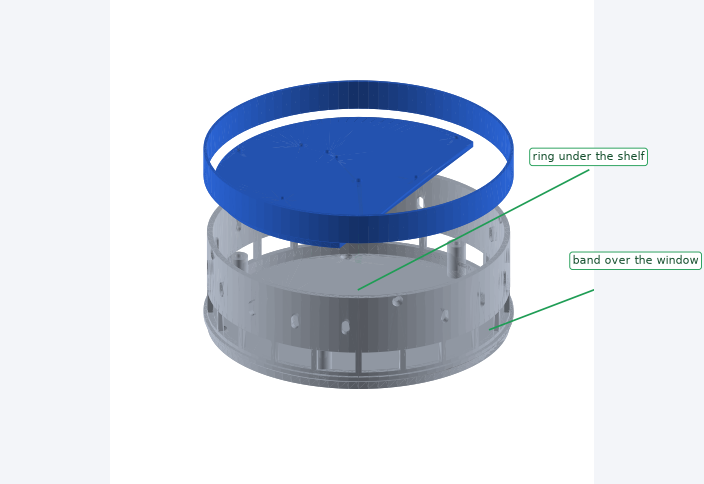 ring under the shelf
band over the window